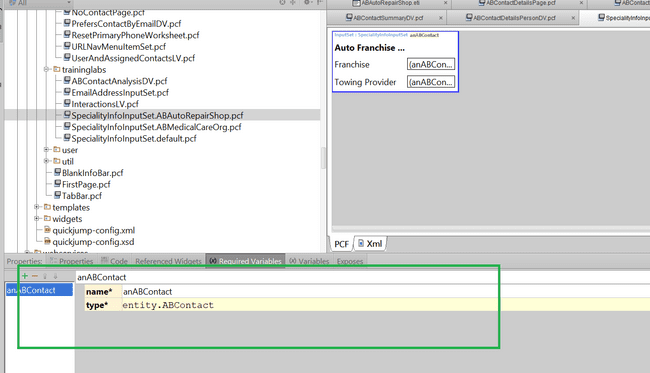 All
NoContactPage.pcf
PrefersContactByEmailDV.pcf
ResetPrimaryPhoneWorksheet.pcf
URLNavMenuItemSet.pcf
UserAndAssignedContactsLV.pcf
traininglabs
ABContactAnalysisDV.pcf
EmailAddressInputSet.pcf
InteractionsLV.pcf
SpecialityInfoInputSet.ABAutoRepairShop.pcf
SpecialityInfoInputSet.ABMedicalCareOrg.pcf
SpecialityInfoInputSet.default.pcf
user
util
BlankInfoBar.pcf
FirstPage.pcf
TabBar.pcf
templates
widgets
quickjump-config.xml
quickjump-config.xsd
webservices
ABAutoRepairShop.eti
ABContactDetailsPage.pcf
ABContact
ABContactSummaryDV.pcf
ABContactDetailsPersonDV.pcf
SpecialityInfoInpu
InputSet : SpecialityInfoInputSet anABContact
Auto Franchise ...
Franchise (anABCon...
Towing Provider (anABCon...
PCF Xml
Properties: Properties Code Referenced Widgets Required Variables Variables Exposes
anABContact
anABContact
name* anABContact
type* entity.ABContact